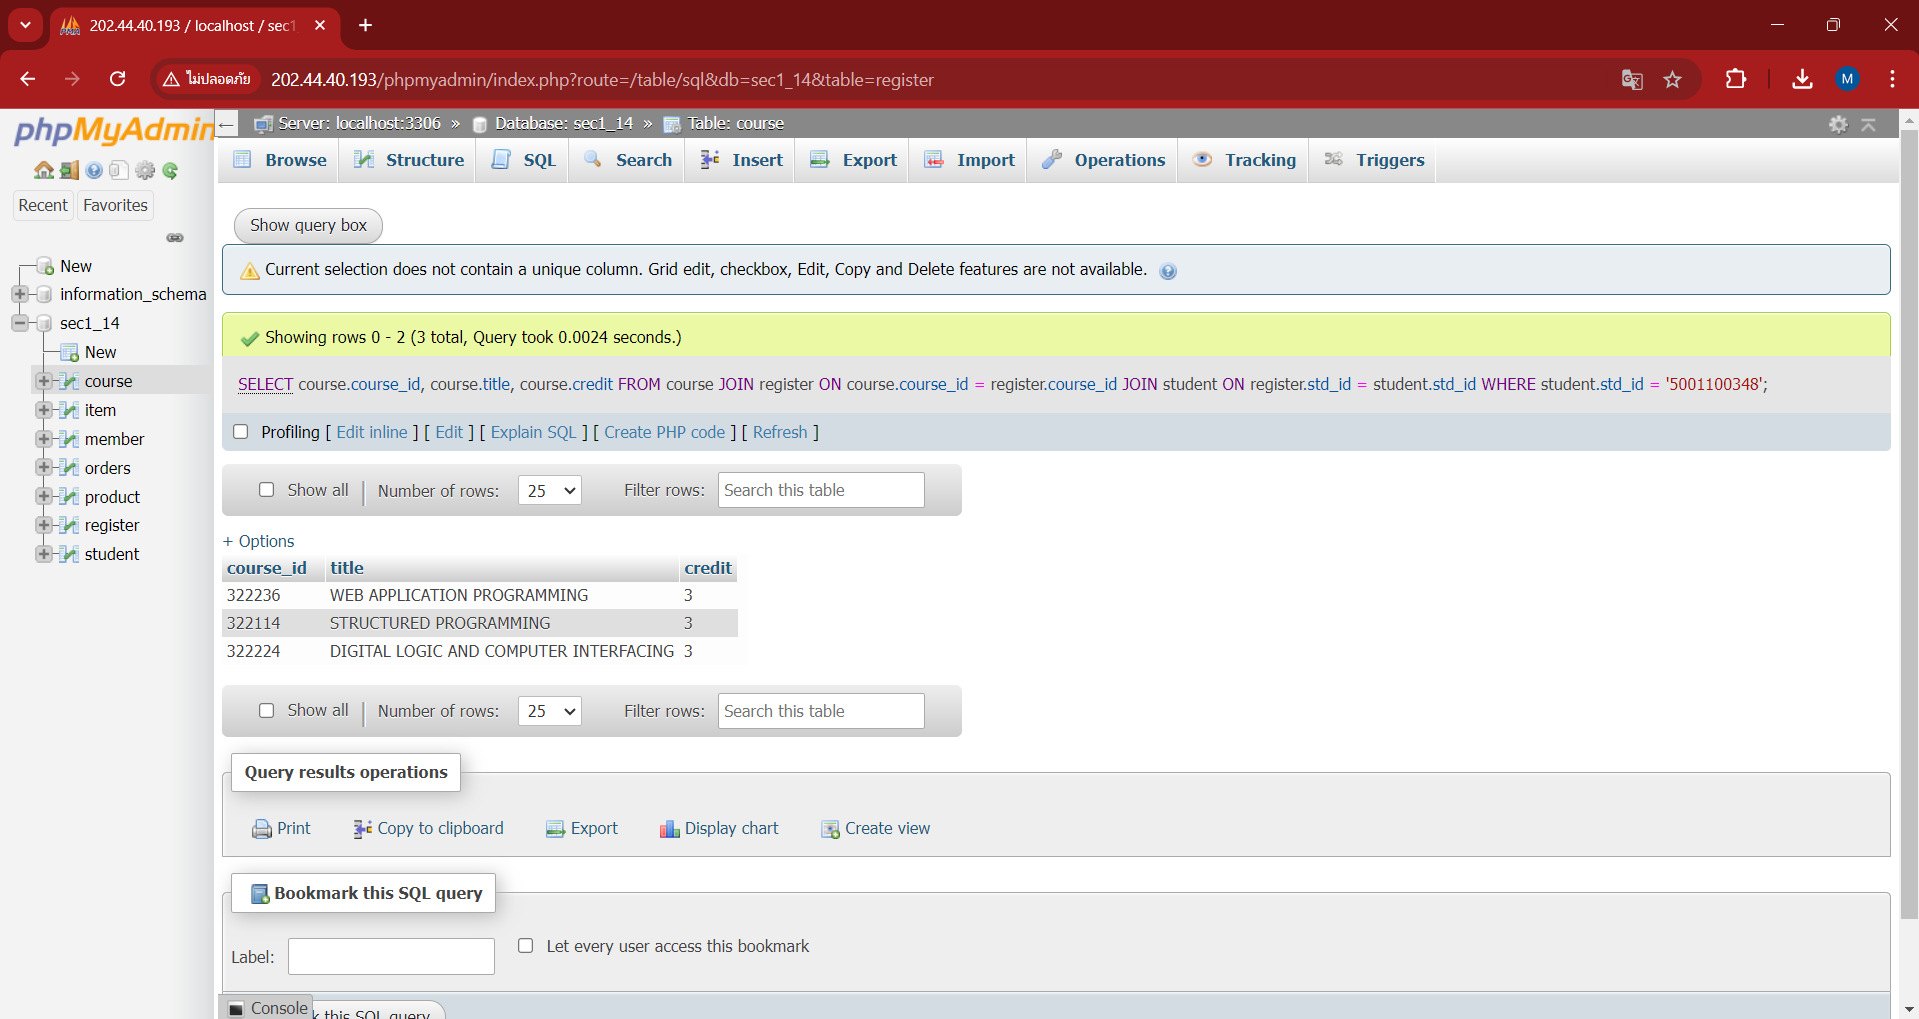 202.44.40.193 / localhost / sec1
ไม่ปลอดภัย 202.44.40.193/phpmyadmin/index.php?route=/table/sql&db=sec1_14&table=register
M
phpMyAdmin
Recent Favorites
New
information_schema
sec1_14
New
course
item
member
orders
product
register
student
Server: localhost:3306 » Database: sec1_14 » Table: course
Browse Structure SQL Search Insert Export Import Operations Tracking Triggers
Show query box
Current selection does not contain a unique column. Grid edit, checkbox, Edit, Copy and Delete features are not available.
Showing rows 0 - 2 (3 total, Query took 0.0024 seconds.)
SELECT course.course_id, course.title, course.credit FROM course JOIN register ON course.course_id = register.course_id JOIN student ON register.std_id = student.std_id WHERE student.std_id = '5001100348';
Profiling [ Edit inline ] [ Edit ] [ Explain SQL ] [ Create PHP code ] [ Refresh ]
Show all Number of rows: 25 Filter rows: Search this table
+ Options
course_id title credit
322236 WEB APPLICATION PROGRAMMING 3
322114 STRUCTURED PROGRAMMING 3
322224 DIGITAL LOGIC AND COMPUTER INTERFACING 3
Show all Number of rows: 25 Filter rows: Search this table
Query results operations
Print Copy to clipboard Export Display chart Create view
Bookmark this SQL query
Label: Let every user access this bookmark
Console k this SQL query